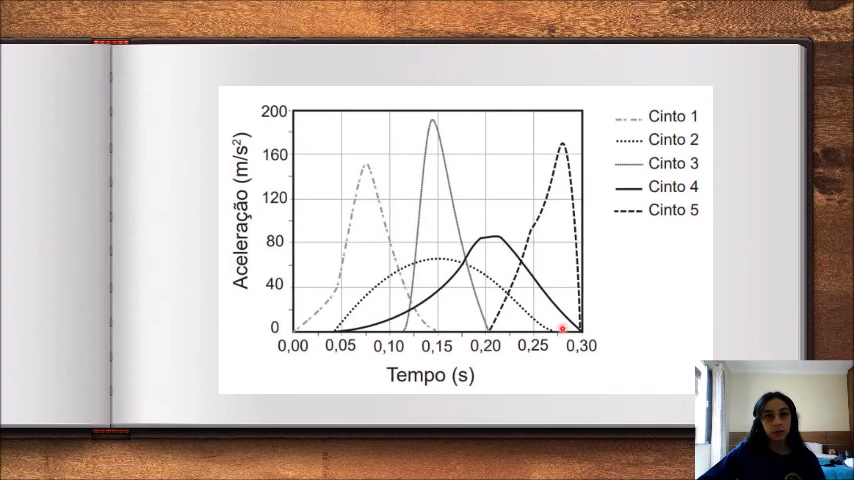 200
160
120
80
40
0
Aceleração (m/s²)
0,00 0,05 0,10 0,15 0,20 0,25 0,30
Tempo (s)
Cinto 1
Cinto 2
Cinto 3
Cinto 4
Cinto 5